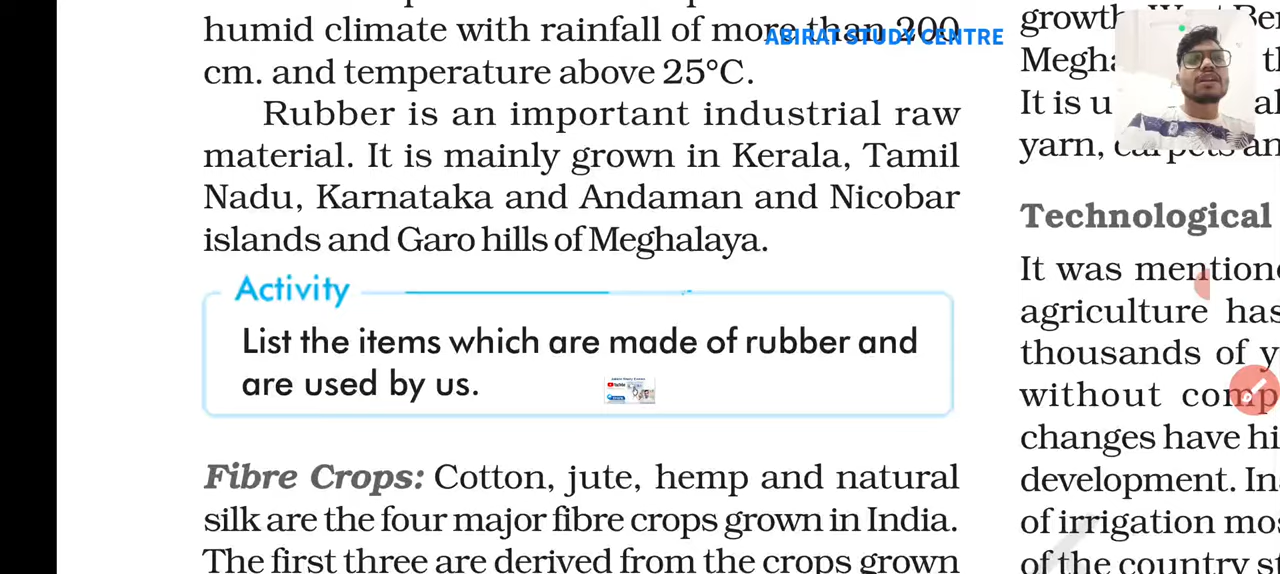 humid climate with rainfall of more than 200
cm. and temperature above 25°C.
Rubber is an important industrial raw
material. It is mainly grown in Kerala, Tamil
Nadu, Karnataka and Andaman and Nicobar
islands and Garo hills of Meghalaya.
Activity
List the items which are made of rubber and
are used by us.
Fibre Crops: Cotton, jute, hemp and natural
silk are the four major fibre crops grown in India.
The first three are derived from the crops grown
ABIRAT STUDY CENTRE
growth.
It is
yarn, carpets an
Technological
It was mentione
agriculture has
thousands of y
without comp
changes have hi
development. In
of irrigation mos
of the country st